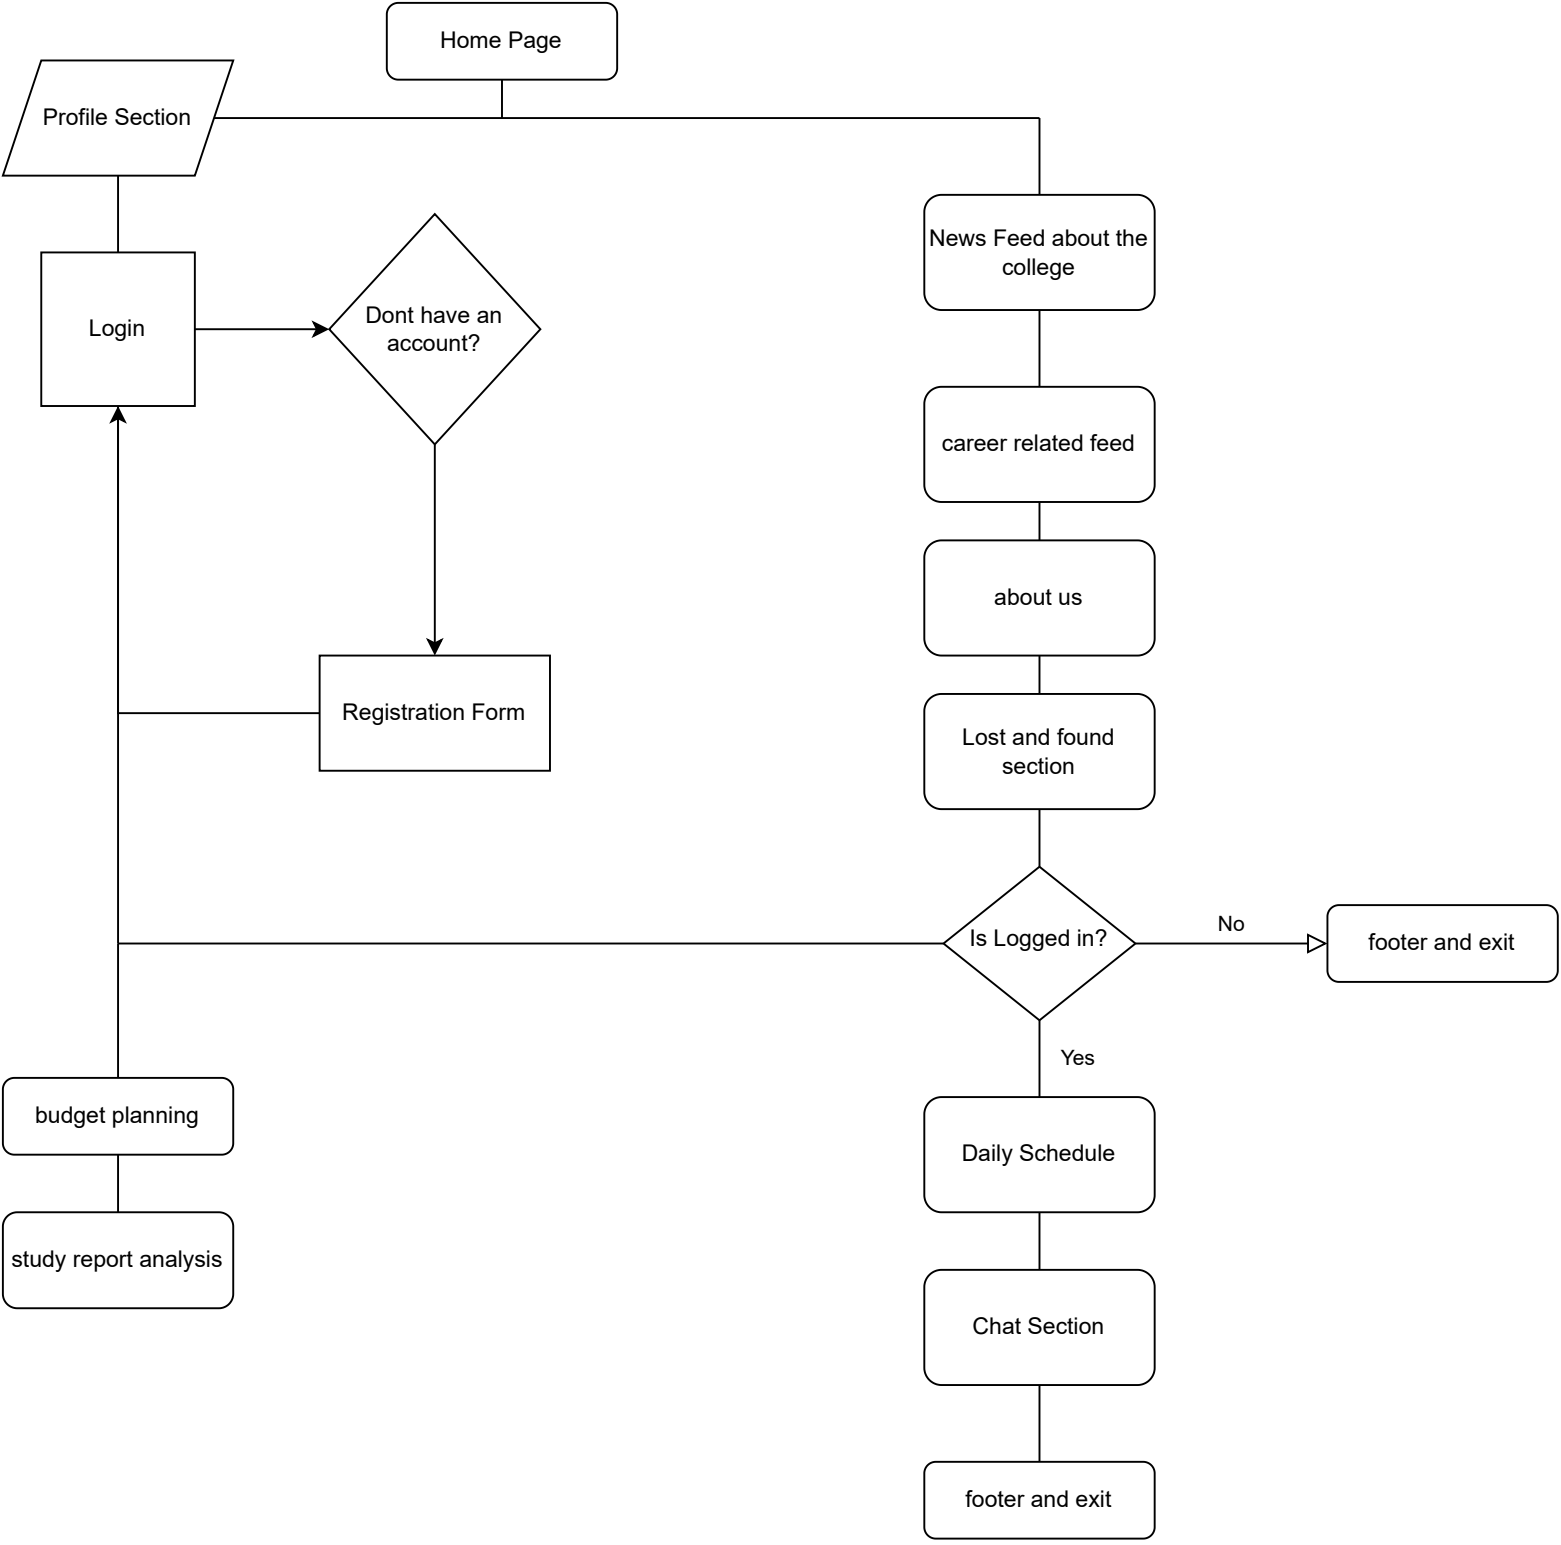 Home Page
Profile Section
News Feed about the
college
Login
Dont have an
account?
career related feed
about us
Registration Form
Lost and found
section
Is Logged in?
No
footer and exit
Yes
budget planning
Daily Schedule
study report analysis
Chat Section
footer and exit